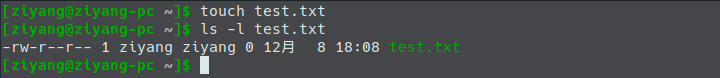 [ziyang@ziyang-pc ~]$ touch test.txt
[ziyang@ziyang-pc ~]$ ls -l test.txt
-rw-r--r-- 1 ziyang ziyang 0 12月  8 18:08 test.txt
[ziyang@ziyang-pc ~]$